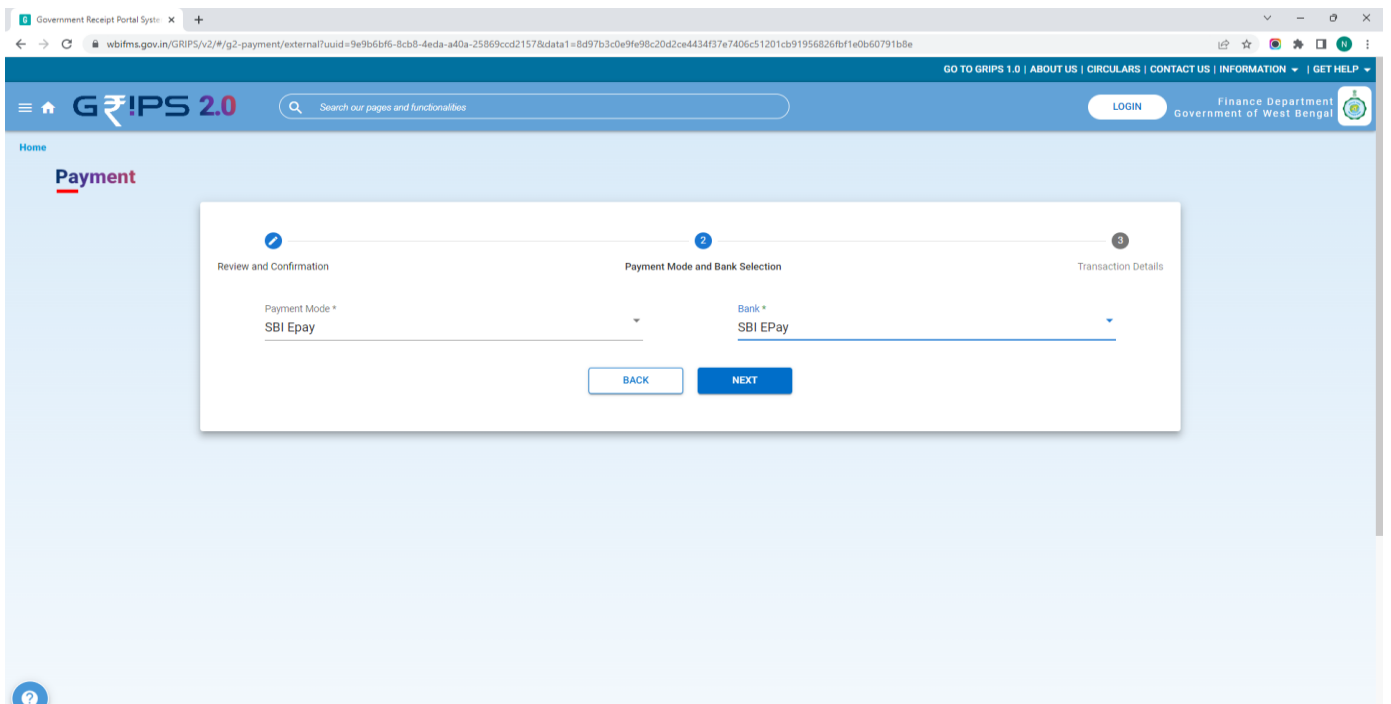 Government Receipt Portal Syste
wbifms.gov.in/GRIPS/v2/#/g2-payment/external?uuid=9e9b6bf6-8cb8-4eda-a40a-25869ccd2157&data1=8d97b3c0e9fe98c20d2ce4434f37e7406c51201cb91956826fbf1e0b60791b8e
N
GO TO GRIPS 1.0 | ABOUT US | CIRCULARS | CONTACT US | INFORMATION | GET HELP
G₹!PS 2.0
Search our pages and functionalities
LOGIN
Finance Department
Government of West Bengal
Home
Payment
2
3
Review and Confirmation
Payment Mode and Bank Selection
Transaction Details
Payment Mode *
Bank *
SBI Epay
SBI EPay
BACK
NEXT
?